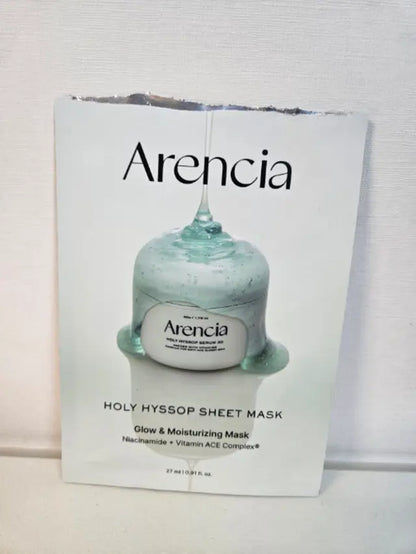 Arencia
Arencia
HOLY HYSSOP SERUM 30
HOLY HYSSOP SHEET MASK
Glow & Moisturizing Mask
Niacinamide + Vitamin ACE Complex®
27 ml | 0.91 fl. oz.